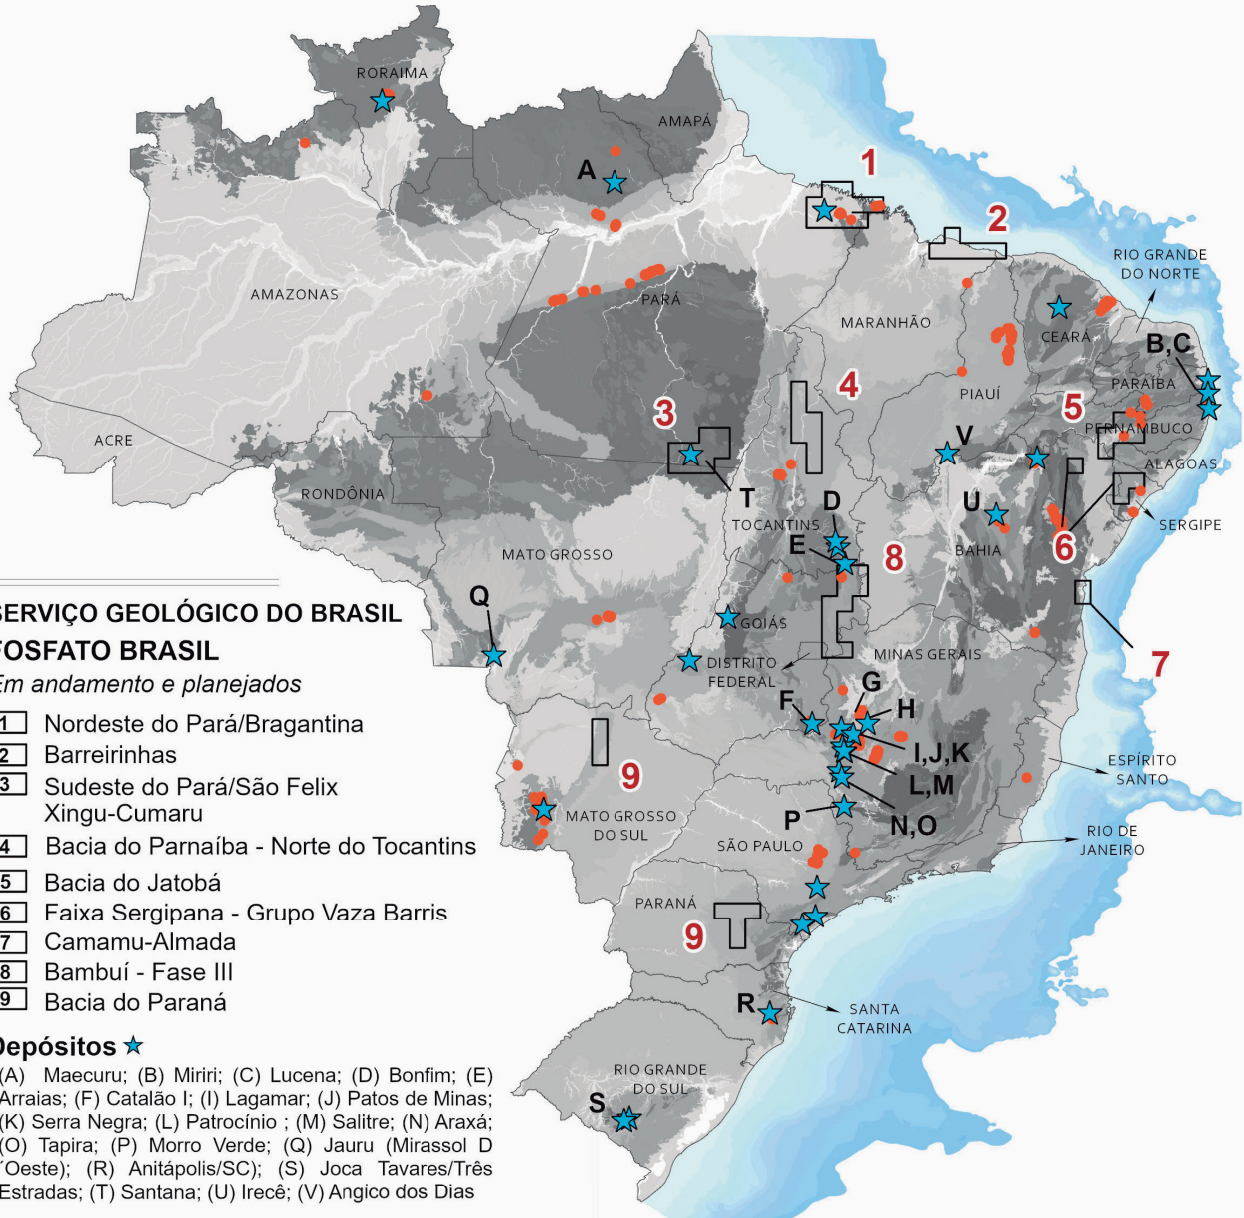 RORAIMA
AMAPÁ
A
1
2
RIO GRANDE
DO NORTE
AMAZONAS
PARÁ
MARANHÃO
CEARÁ
B,C
PARAÍBA
4
PIAUÍ
5
3
PERNAMBUCO
ACRE
V
ALAGOAS
RONDÔNIA
T
D
U
TOCANTINS
SERGIPE
E
6
MATO GROSSO
8
BAHIA
Q
GOIÁS
DISTRITO
FEDERAL
MINAS GERAIS
7
F
G
H
I,J,K
ESPÍRITO
SANTO
9
L,M
MATO GROSSO
DO SUL
P
N,O
RIO DE
JANEIRO
SÃO PAULO
PARANÁ
9
R
SANTA
CATARINA
RIO GRANDE
DO SUL
S
SERVIÇO GEOLÓGICO DO BRASIL
FOSFATO BRASIL
Em andamento e planejados
1 Nordeste do Pará/Bragantina
2 Barreirinhas
3 Sudeste do Pará/São Felix
Xingu-Cumaru
4 Bacia do Parnaíba - Norte do Tocantins
5 Bacia do Jatobá
6 Faixa Sergipana - Grupo Vaza Barris
7 Camamu-Almada
8 Bambuí - Fase III
9 Bacia do Paraná
Depósitos
(A) Maecuru; (B) Miriri; (C) Lucena; (D) Bonfim; (E)
Arraias; (F) Catalão I; (I) Lagamar; (J) Patos de Minas;
(K) Serra Negra; (L) Patrocínio ; (M) Salitre; (N) Araxá;
(O) Tapira; (P) Morro Verde; (Q) Jauru (Mirassol D
´Oeste); (R) Anitápolis/SC); (S) Joca Tavares/Três
Estradas; (T) Santana; (U) Irecê; (V) Angico dos Dias